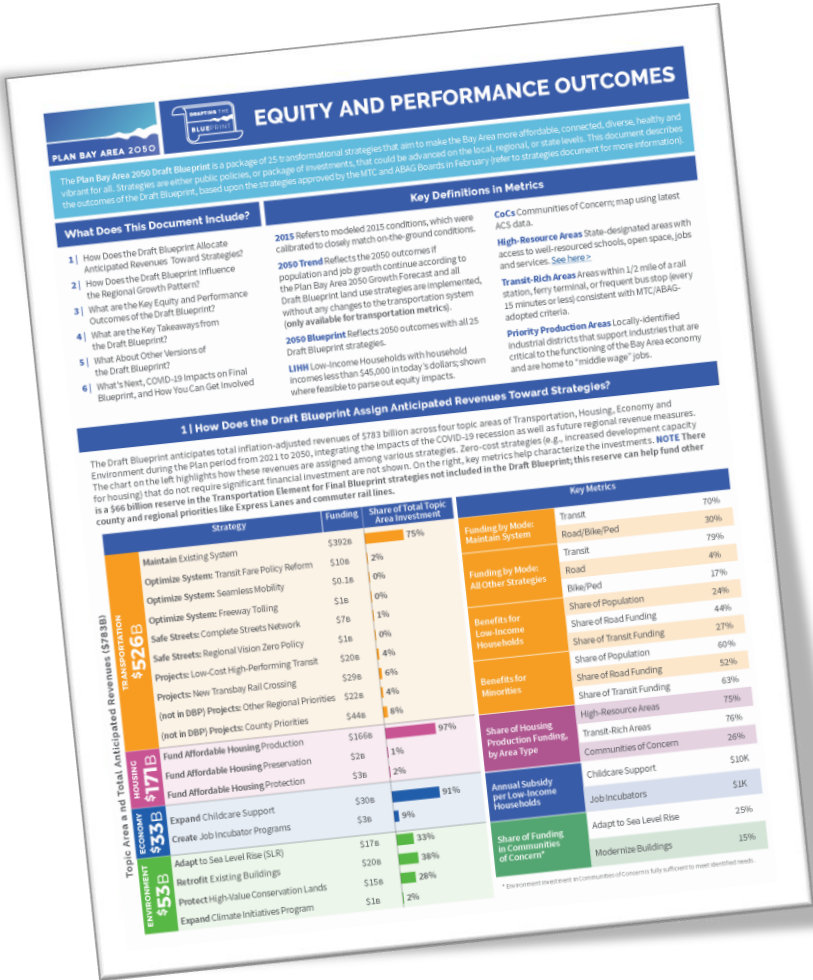 PLAN BAY AREA 2050
DRAFTING THE
BLUEPRINT
EQUITY AND PERFORMANCE OUTCOMES
The Plan Bay Area 2050 Draft Blueprint is a package of 25 transformational strategies that aim to make the Bay Area more affordable, connected, diverse, healthy and
vibrant for all. Strategies are either public policies, or package of investments, that could be advanced on the local, regional, or state levels. This document describes
the outcomes of the Draft Blueprint, based upon the strategies approved by the MTC and ABAG Boards in February (refer to strategies document for more information).
What Does This Document Include?
1 | How Does the Draft Blueprint Allocate
Anticipated Revenues Toward Strategies?
2 | How Does the Draft Blueprint Influence
the Regional Growth Pattern?
3 | What are the Key Equity and Performance
Outcomes of the Draft Blueprint?
4 | What are the Key Takeaways from
the Draft Blueprint?
5 | What About Other Versions of
the Draft Blueprint?
6 | What's Next, COVID-19 Impacts on Final
Blueprint, and How You Can Get Involved
Key Definitions in Metrics
2015 Refers to modeled 2015 conditions, which were
calibrated to closely match on-the-ground conditions.
2050 Trend Reflects the 2050 outcomes if
population and job growth continue according to
the Plan Bay Area 2050 Growth Forecast and all
Draft Blueprint land use strategies are implemented,
without any changes to the transportation system
(only available for transportation metrics).
2050 Blueprint Reflects 2050 outcomes with all 25
Draft Blueprint strategies.
LIHH Low-Income Households with household
incomes less than $45,000 in today's dollars; shown
where feasible to parse out equity impacts.
CoCs Communities of Concern; map using latest
ACS data.
High-Resource Areas State-designated areas with
access to well-resourced schools, open space, jobs
and services. See here >
Transit-Rich Areas Areas within 1/2 mile of a rail
station, ferry terminal, or frequent bus stop (every
15 minutes or less) consistent with MTC/ABAG-
adopted criteria.
Priority Production Areas Locally-identified
industrial districts that support industries that are
critical to the functioning of the Bay Area economy
and are home to "middle wage" jobs.
1 | How Does the Draft Blueprint Assign Anticipated Revenues Toward Strategies?
The Draft Blueprint anticipates total inflation-adjusted revenues of $783 billion across four topic areas of Transportation, Housing, Economy and
Environment during the Plan period from 2021 to 2050, integrating the impacts of the COVID-19 recession as well as future regional revenue measures.
The chart on the left highlights how these revenues are assigned among various strategies. Zero-cost strategies (e.g., increased development capacity
for housing) that do not require significant financial investment are not shown. On the right, key metrics help characterize the investments. NOTE There
is a $66 billion reserve in the Transportation Element for Final Blueprint strategies not included in the Draft Blueprint; this reserve can help fund other
county and regional priorities like Express Lanes and commuter rail lines.
Topic Area a nd Total Anticipated Revenues ($783B)
Strategy
Funding
Share of Total Topic
Area Investment
TRANSPORTATION
$526B
Maintain Existing System $392B 75%
Optimize System: Transit Fare Policy Reform $10B 2%
Optimize System: Seamless Mobility $0.1B 0%
Optimize System: Freeway Tolling $1B 0%
Safe Streets: Complete Streets Network $7B 1%
Safe Streets: Regional Vision Zero Policy $1B 0%
Projects: Low-Cost High-Performing Transit $20B 4%
Projects: New Transbay Rail Crossing $29B 6%
(not in DBP) Projects: Other Regional Priorities $22B 4%
(not in DBP) Projects: County Priorities $44B 8%
HOUSING
$171B
Fund Affordable Housing Production $166B 97%
Fund Affordable Housing Preservation $2B 1%
Fund Affordable Housing Protection $3B 2%
ECONOMY
$33B
Expand Childcare Support $30B 91%
Create Job Incubator Programs $3B 9%
ENVIRONMENT
$53B
Adapt to Sea Level Rise (SLR) $17B 33%
Retrofit Existing Buildings $20B 38%
Protect High-Value Conservation Lands $15B 28%
Expand Climate Initiatives Program $1B 2%
Key Metrics
Funding by Mode:
Maintain System
Transit 70%
Road/Bike/Ped 30%
Funding by Mode:
All Other Strategies
Transit 79%
Road 4%
Bike/Ped 17%
Benefits for
Low-Income
Households
Share of Population 24%
Share of Road Funding 44%
Share of Transit Funding 27%
Benefits for
Minorities
Share of Population 60%
Share of Road Funding 52%
Share of Transit Funding 63%
Share of Housing
Production Funding,
by Area Type
High-Resource Areas 75%
Transit-Rich Areas 76%
Communities of Concern 26%
Annual Subsidy
per Low-Income
Households
Childcare Support $10K
Job Incubators $1K
Share of Funding
in Communities
of Concern*
Adapt to Sea Level Rise 25%
Modernize Buildings 15%
* Environment investment in Communities of Concern is fully sufficient to meet identified needs.